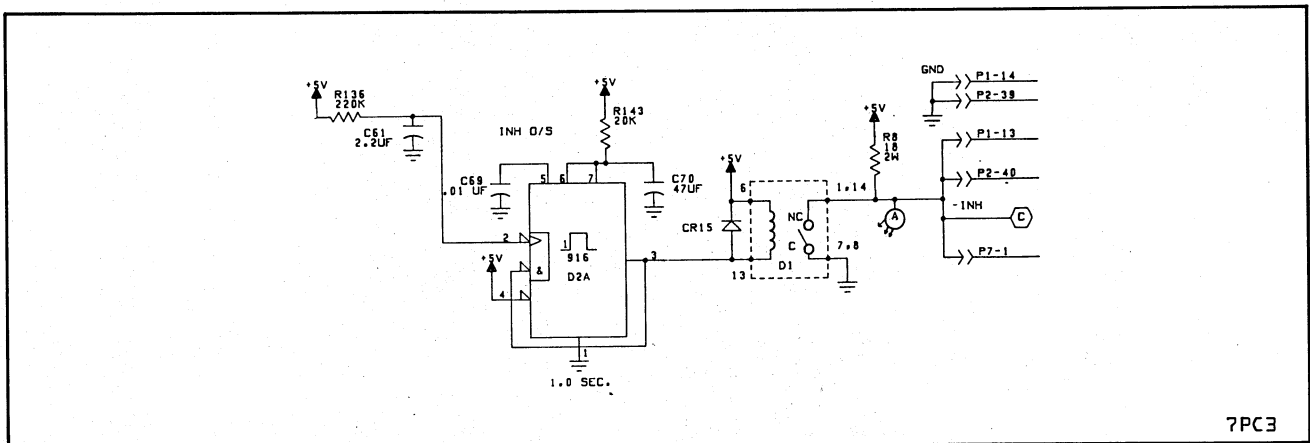 +5V
R136
220K
C61
2.2UF
INH O/S
+5V
R143
20K
C69
.01 UF
5
6
7
C70
47UF
2
+5V
4
&
1
916
D2A
3
1
1.0 SEC.
+5V
6
CR15
13
D1
NC
C
1,14
7,8
+5V
R8
18
2W
A
GND
P1-14
P2-39
P1-13
P2-40
-INH
C
P7-1
7PC3